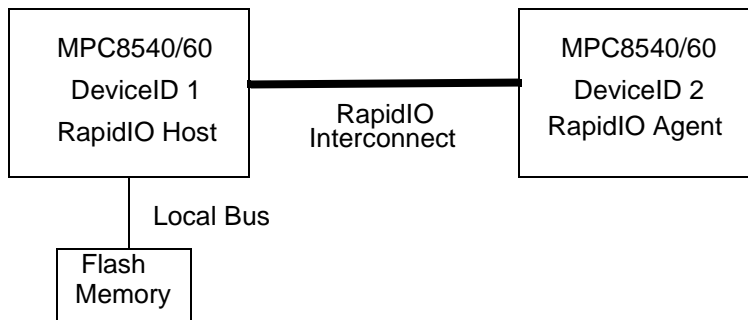 MPC8540/60
DeviceID 1
RapidIO Host
RapidIO
Interconnect
MPC8540/60
DeviceID 2
RapidIO Agent
Local Bus
Flash
Memory